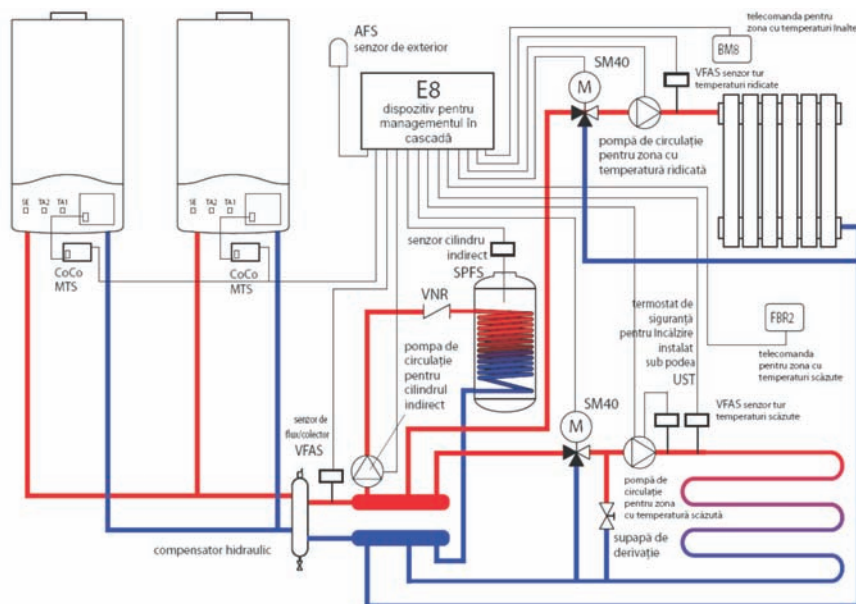 telecomanda pentru
zona cu temperaturi înalte
BM8
AFS
senzor de exterior
E8
dispozitiv pentru
managementul în
cascadă
SM40
M
VFAS senzor tur
temperaturi ridicate
pompă de circulație
pentru zona cu
temperatură ridicată
SE TA2 TA1
SE TA2 TA1
CoCo
MTS
CoCo
MTS
senzor cilindru
indirect
SPFS
VNR
pompa de
circulație
pentru
cilindrul
indirect
termostat de
siguranță
pentru încălzire
instalat
sub podea
UST
FBR2
telecomanda
pentru zona cu
temperaturi scăzute
SM40
M
VFAS senzor tur
temperaturi scăzute
senzor de
flux/colector
VFAS
pompă de
circulație
pentru zona
cu temperatură scăzută
supapă de
derivație
compensator hidraulic